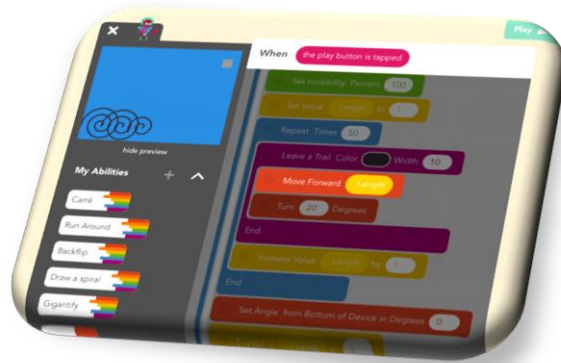 Play
When the play button is tapped
Set Invisibility Percent 100
Set Value Length to 1
hide preview
Repeat Times 50
My Abilities
Leave a Trail Color Width 10
Carré
Move Forward Length
Run Around
Turn 20 Degrees
Backflip
End
Draw a spiral
Increase Value Length by 1
Gigantify
End
Set Angle from Bottom of Device in Degrees 0